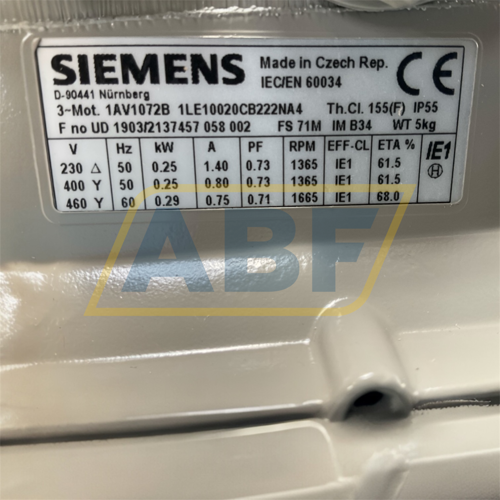 SIEMENS
Made in Czech Rep.
CE
D-90441 Nürnberg
IEC/EN 60034
3~Mot. 1AV1072B 1LE10020CB222NA4 Th.Cl. 155(F) IP55
F no UD 1903/2137457 058 002 FS 71M IM B34 WT 5kg
V Hz kW A PF RPM EFF-CL ETA % IE1
230 Δ 50 0.25 1.40 0.73 1365 IE1 61.5
400 Y 50 0.25 0.80 0.73 1365 IE1 61.5
460 Y 60 0.29 0.75 0.71 1665 IE1 68.0
H
ABF